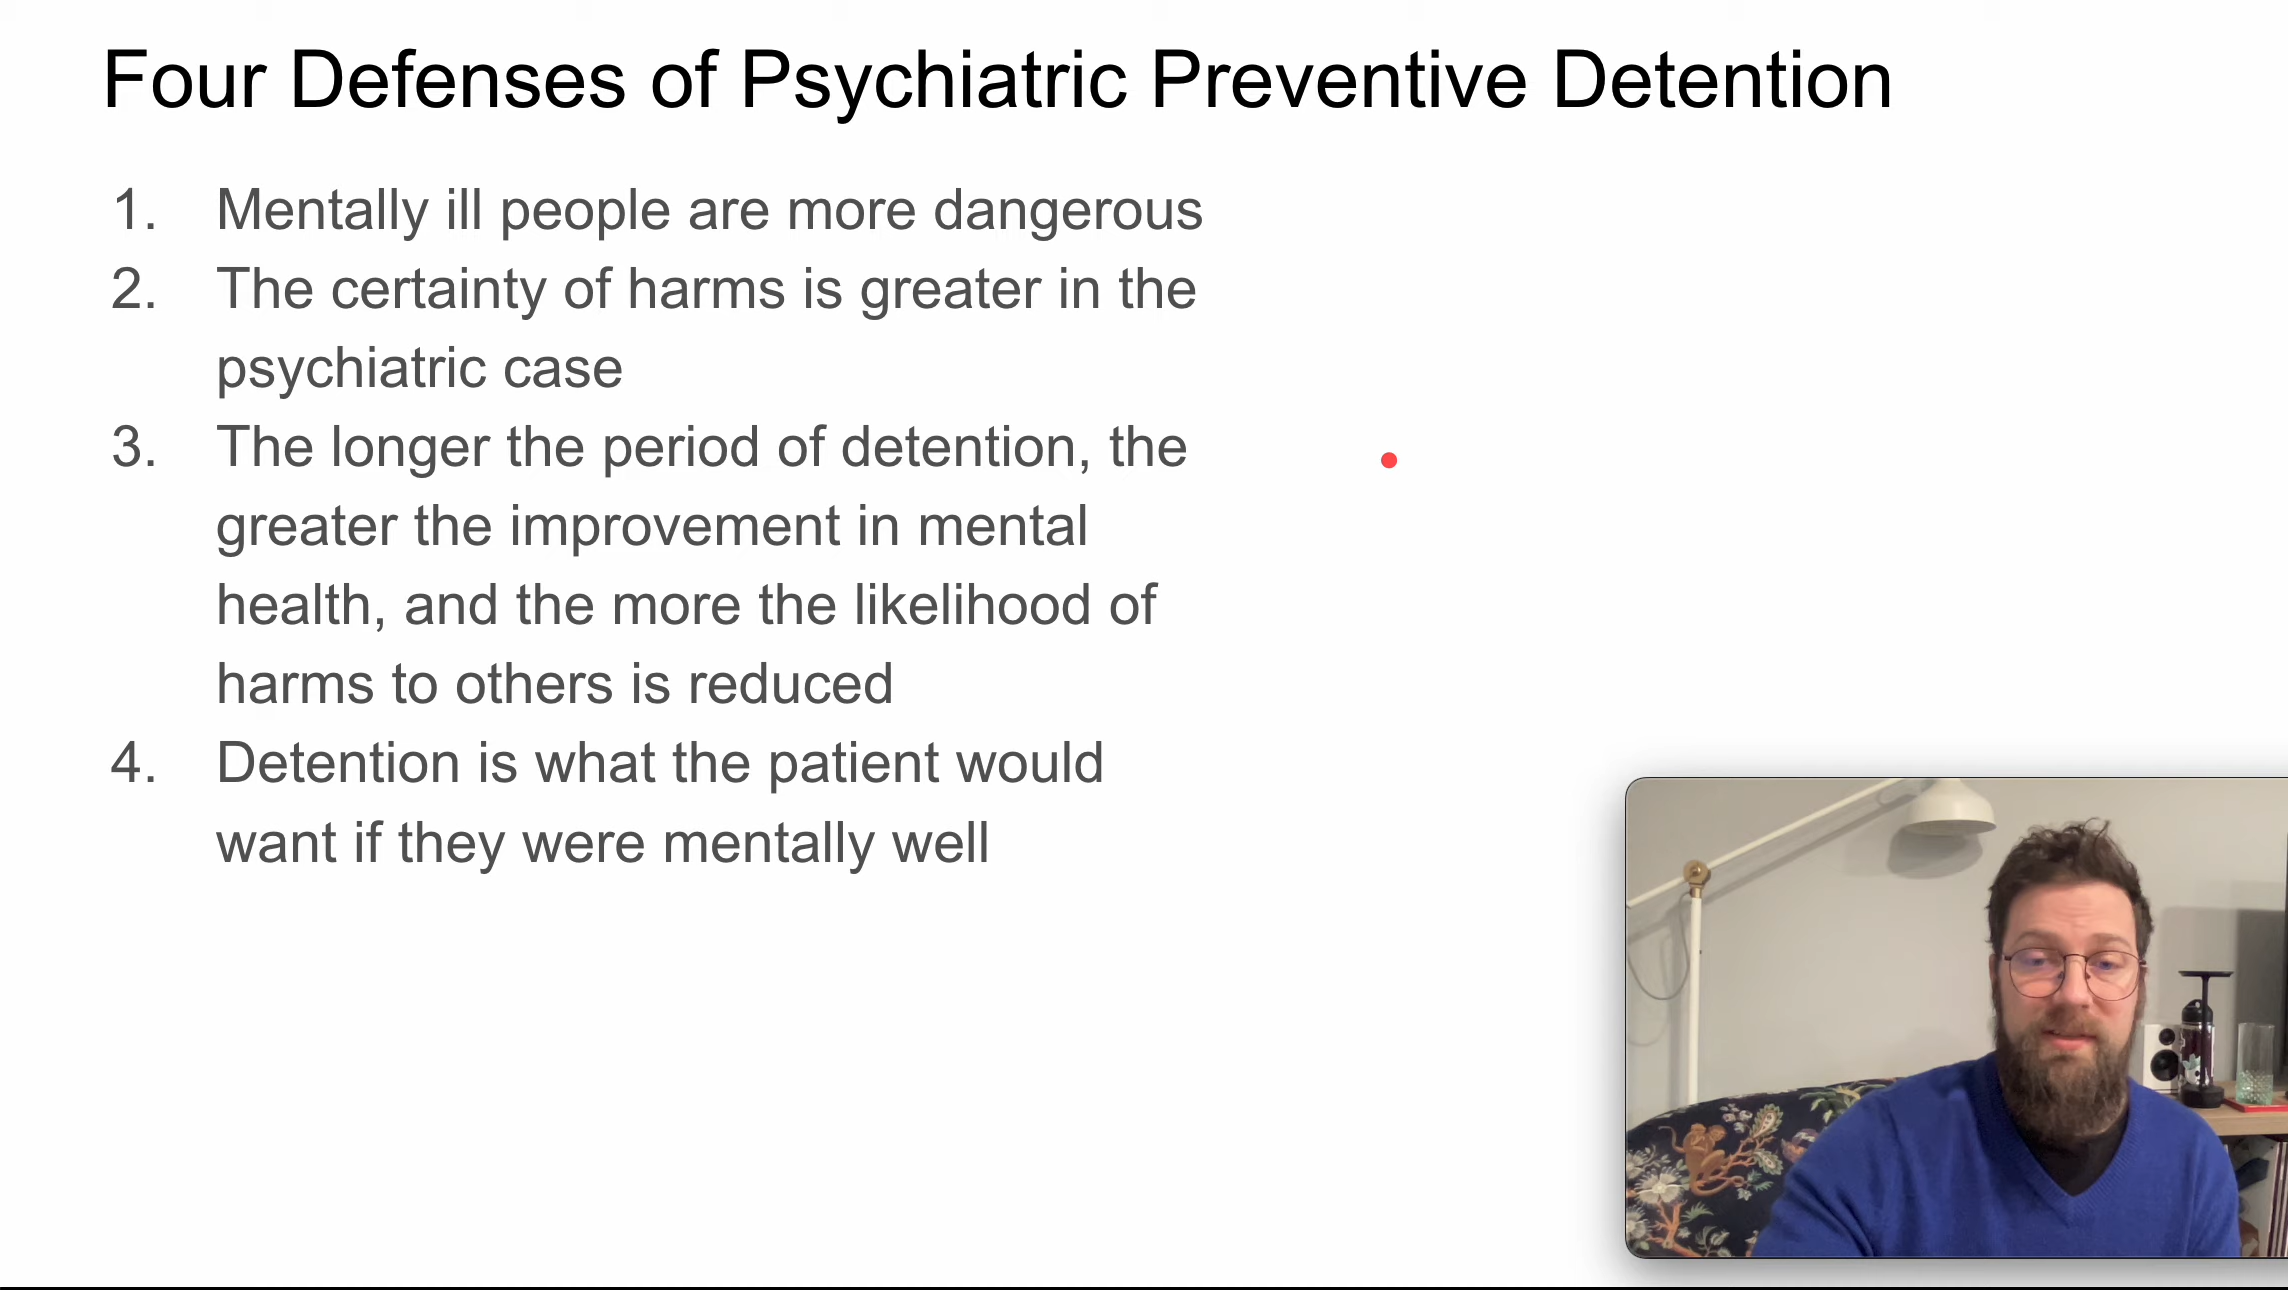 Four Defenses of Psychiatric Preventive Detention
1. Mentally ill people are more dangerous
2. The certainty of harms is greater in the
psychiatric case
3. The longer the period of detention, the
greater the improvement in mental
health, and the more the likelihood of
harms to others is reduced
4. Detention is what the patient would
want if they were mentally well